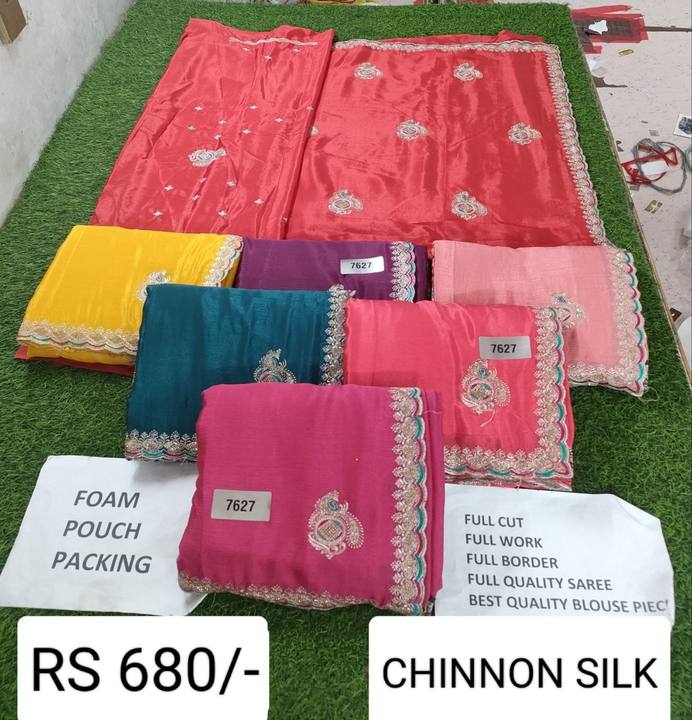 7627
7627
7627
FOAM
POUCH
PACKING
FULL CUT
FULL WORK
FULL BORDER
FULL QUALITY SAREE
BEST QUALITY BLOUSE PIEC
RS 680/-
CHINNON SILK